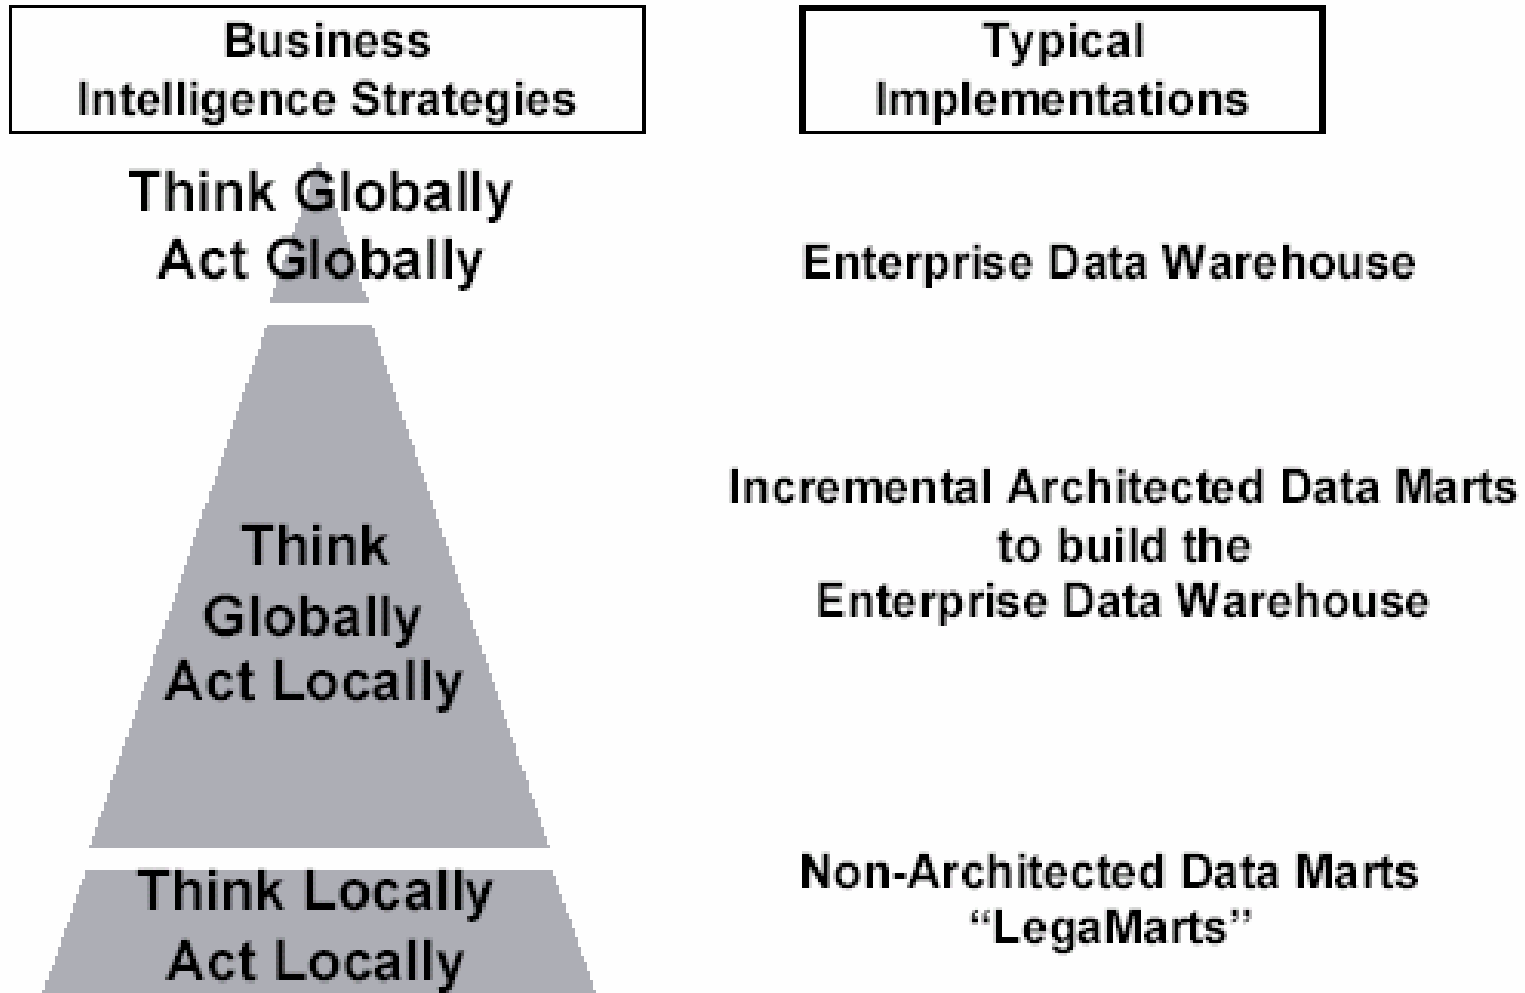 Business
Intelligence Strategies
Typical
Implementations
Think Globally
Act Globally
Enterprise Data Warehouse
Think
Globally
Act Locally
Incremental Architected Data Marts
to build the
Enterprise Data Warehouse
Think Locally
Act Locally
Non-Architected Data Marts
“LegaMarts”